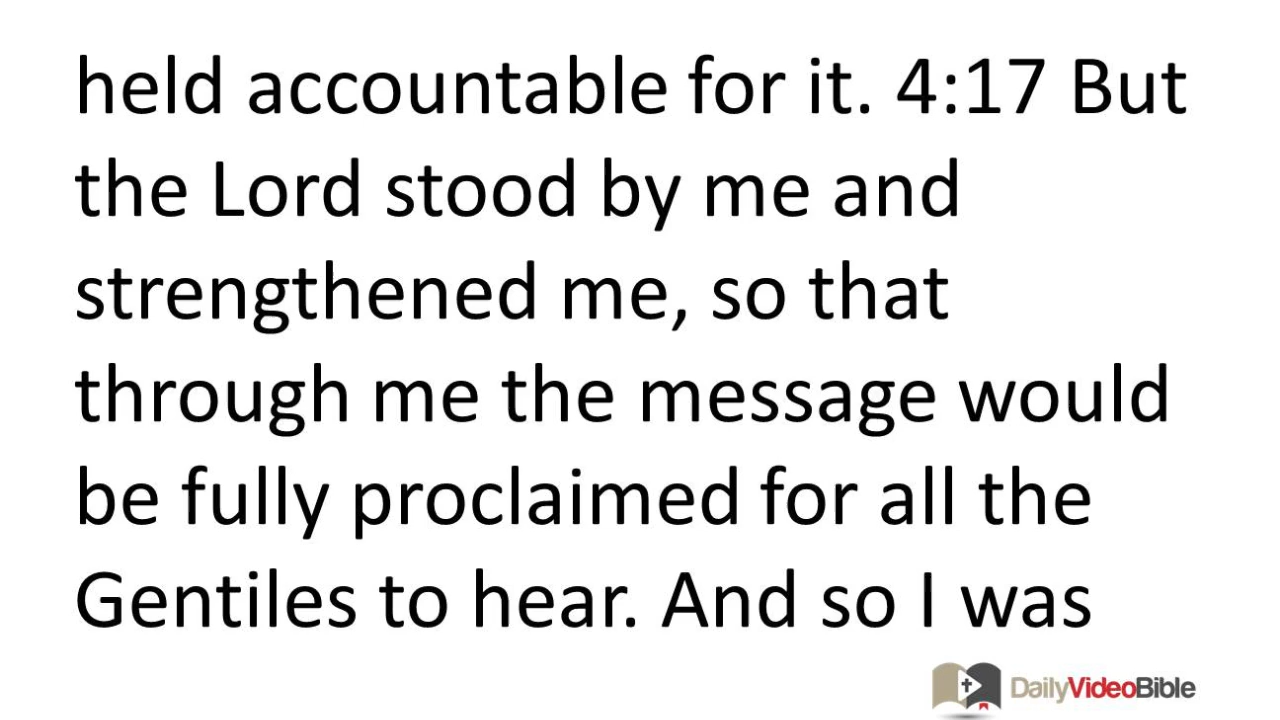 held accountable for it. 4:17 But
the Lord stood by me and
strengthened me, so that
through me the message would
be fully proclaimed for all the
Gentiles to hear. And so I was
DailyVideoBible